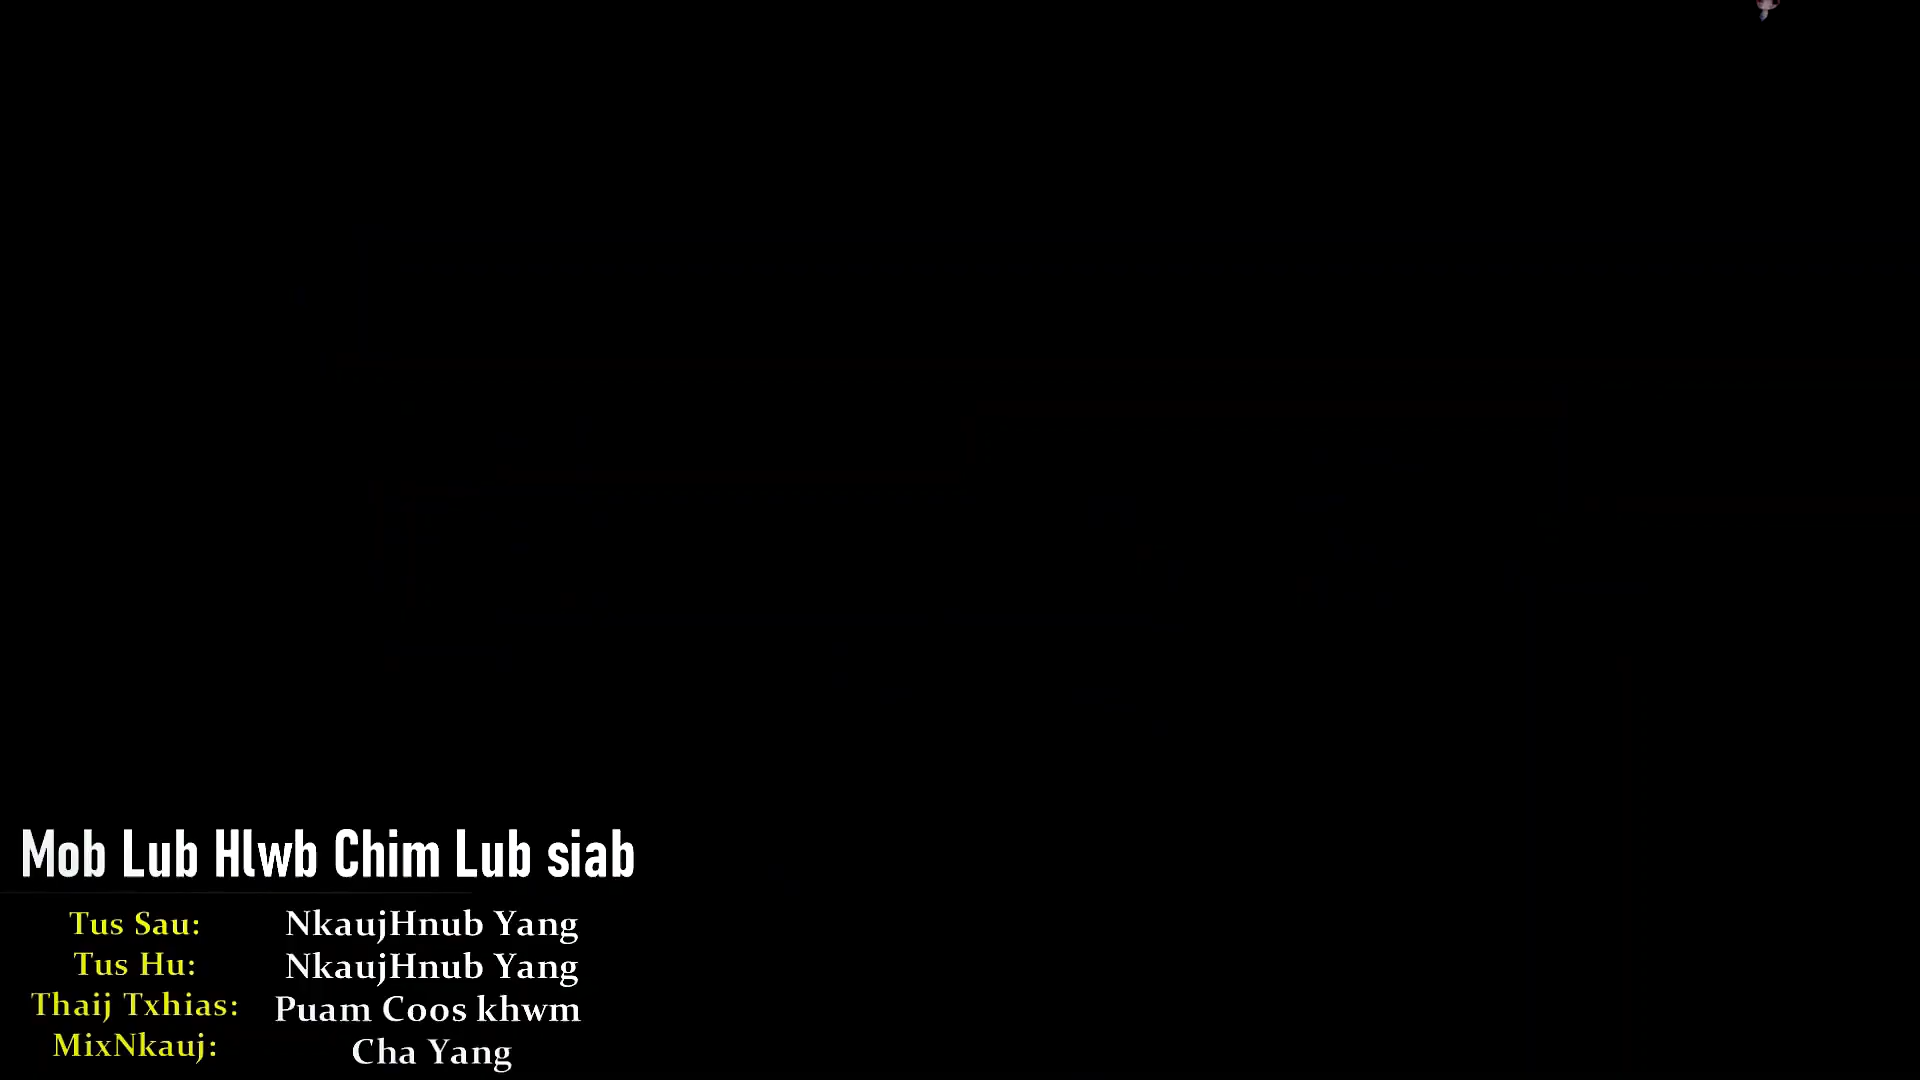 Mob Lub Hlwb Chim Lub siab
Tus Sau: NkaujHnub Yang
Tus Hu: NkaujHnub Yang
Thaij Txhias: Puam Coos khwm
MixNkauj: Cha Yang